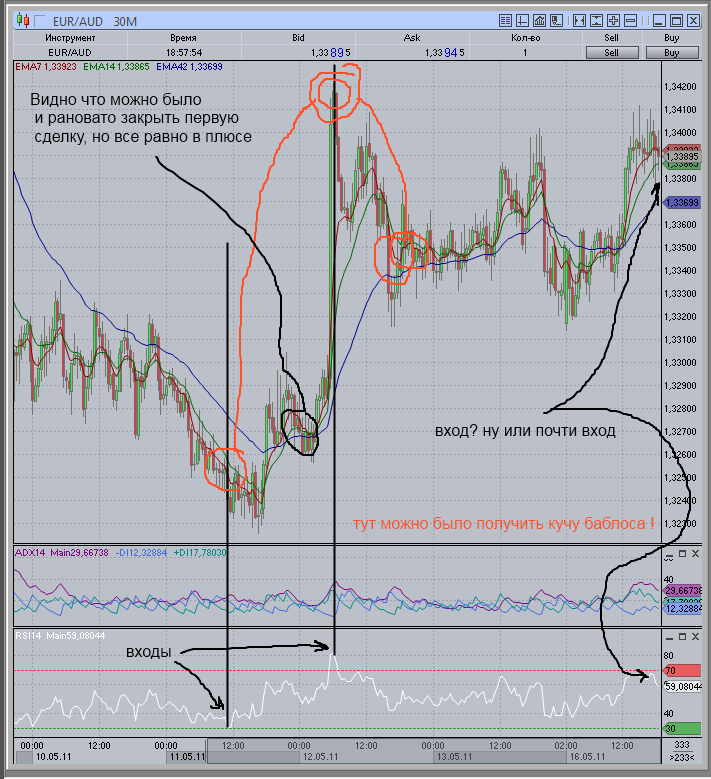 EUR/AUD 30M
Инструмент Время Bid Ask Кол-во Sell Buy
EUR/AUD 18:57:54 1,33895 1,33945 1 Sell Buy
EMA7 1,33923 EMA14 1,33865 EMA42 1,33699
Видно что можно было
и рановато закрыть первую
сделку, но все равно в плюсе
1,34200
1,34100
1,34000
1,33895
1,33800
1,33699
1,33600
1,33500
1,33400
1,33300
1,33200
1,33100
1,33000
1,32900
1,32800
1,32700
1,32600
1,32500
вход? ну или почти вход
тут можно было получить кучу баблоса !
ADX14 Main29,66738 -DI12,32884 +DI17,78030
40
29,66738
12,32884
RSI14 Main59,08044
80
70
59,08044
40
30
входы
00:00 12:00 00:00 12:00 00:00 12:00 00:00 12:00 02:00 12:00 333
10.05.11 11.05.11 12.05.11 13.05.11 16.05.11 >233<